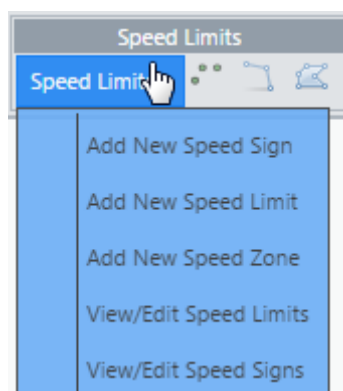 Speed Limits
Speed Limit
Add New Speed Sign
Add New Speed Limit
Add New Speed Zone
View/Edit Speed Limits
View/Edit Speed Signs